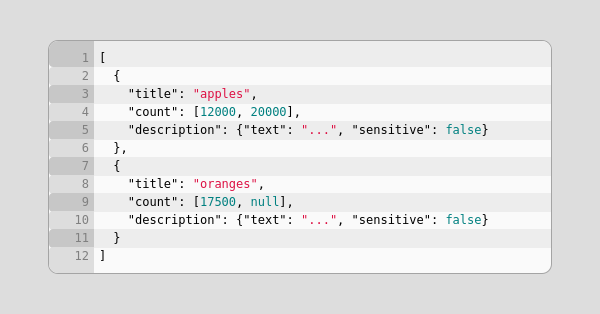 1 [
2   {
3     "title": "apples",
4     "count": [12000, 20000],
5     "description": {"text": "...", "sensitive": false}
6   },
7   {
8     "title": "oranges",
9     "count": [17500, null],
10     "description": {"text": "...", "sensitive": false}
11   }
12 ]